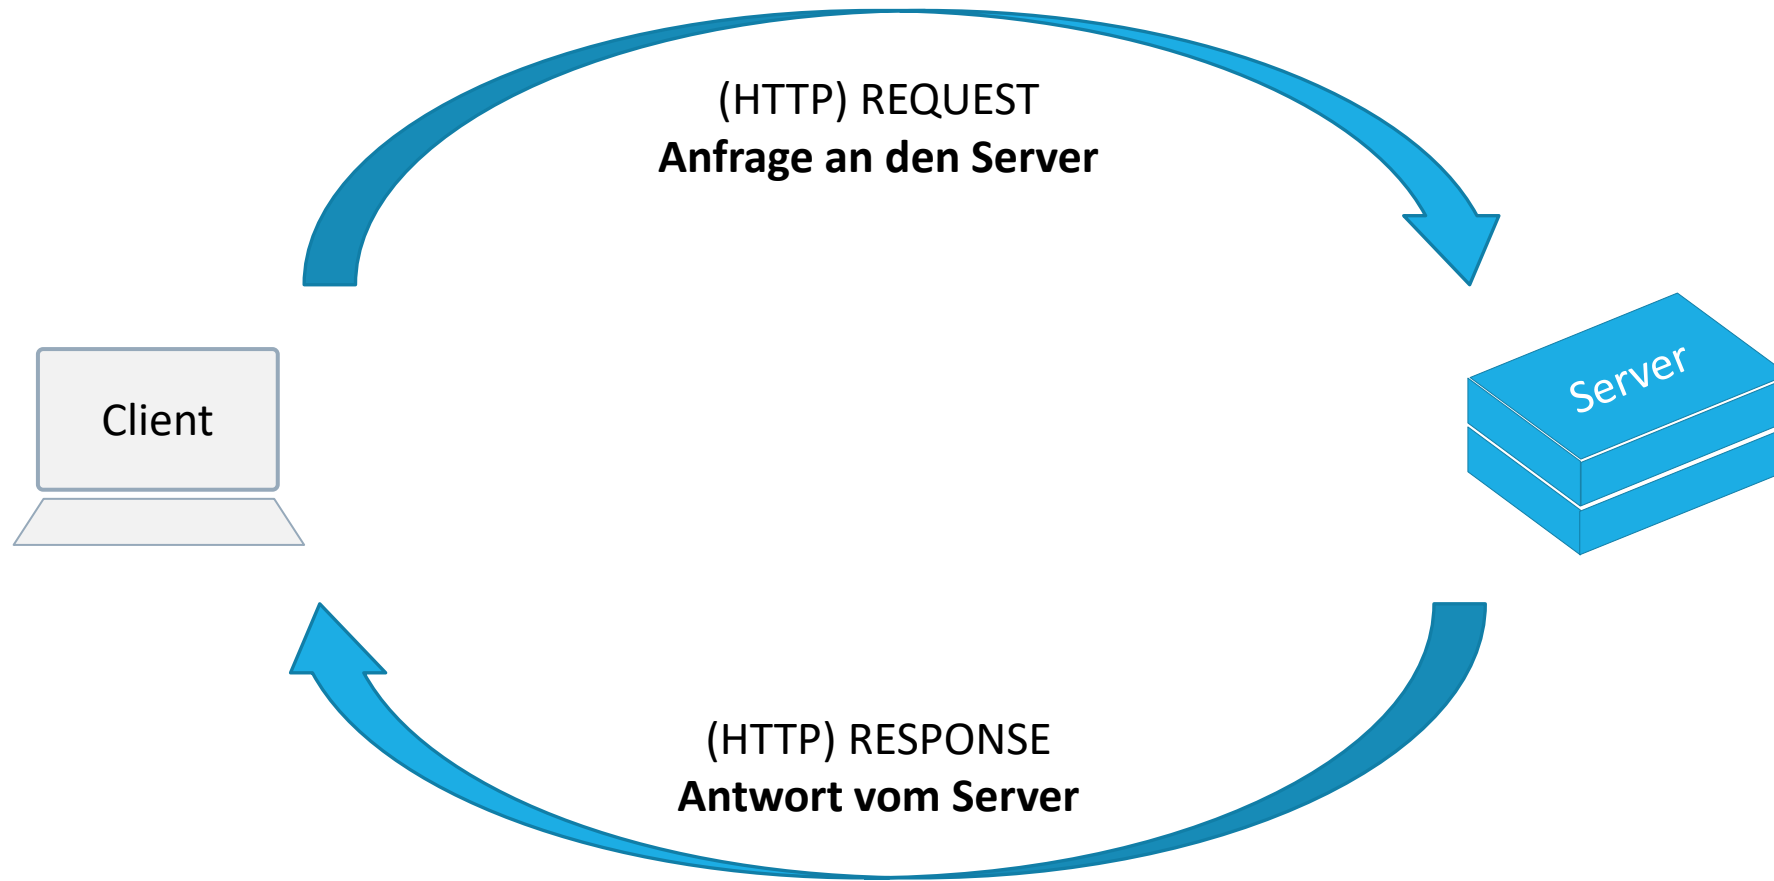 (HTTP) REQUEST
Anfrage an den Server
Client
Server
(HTTP) RESPONSE
Antwort vom Server